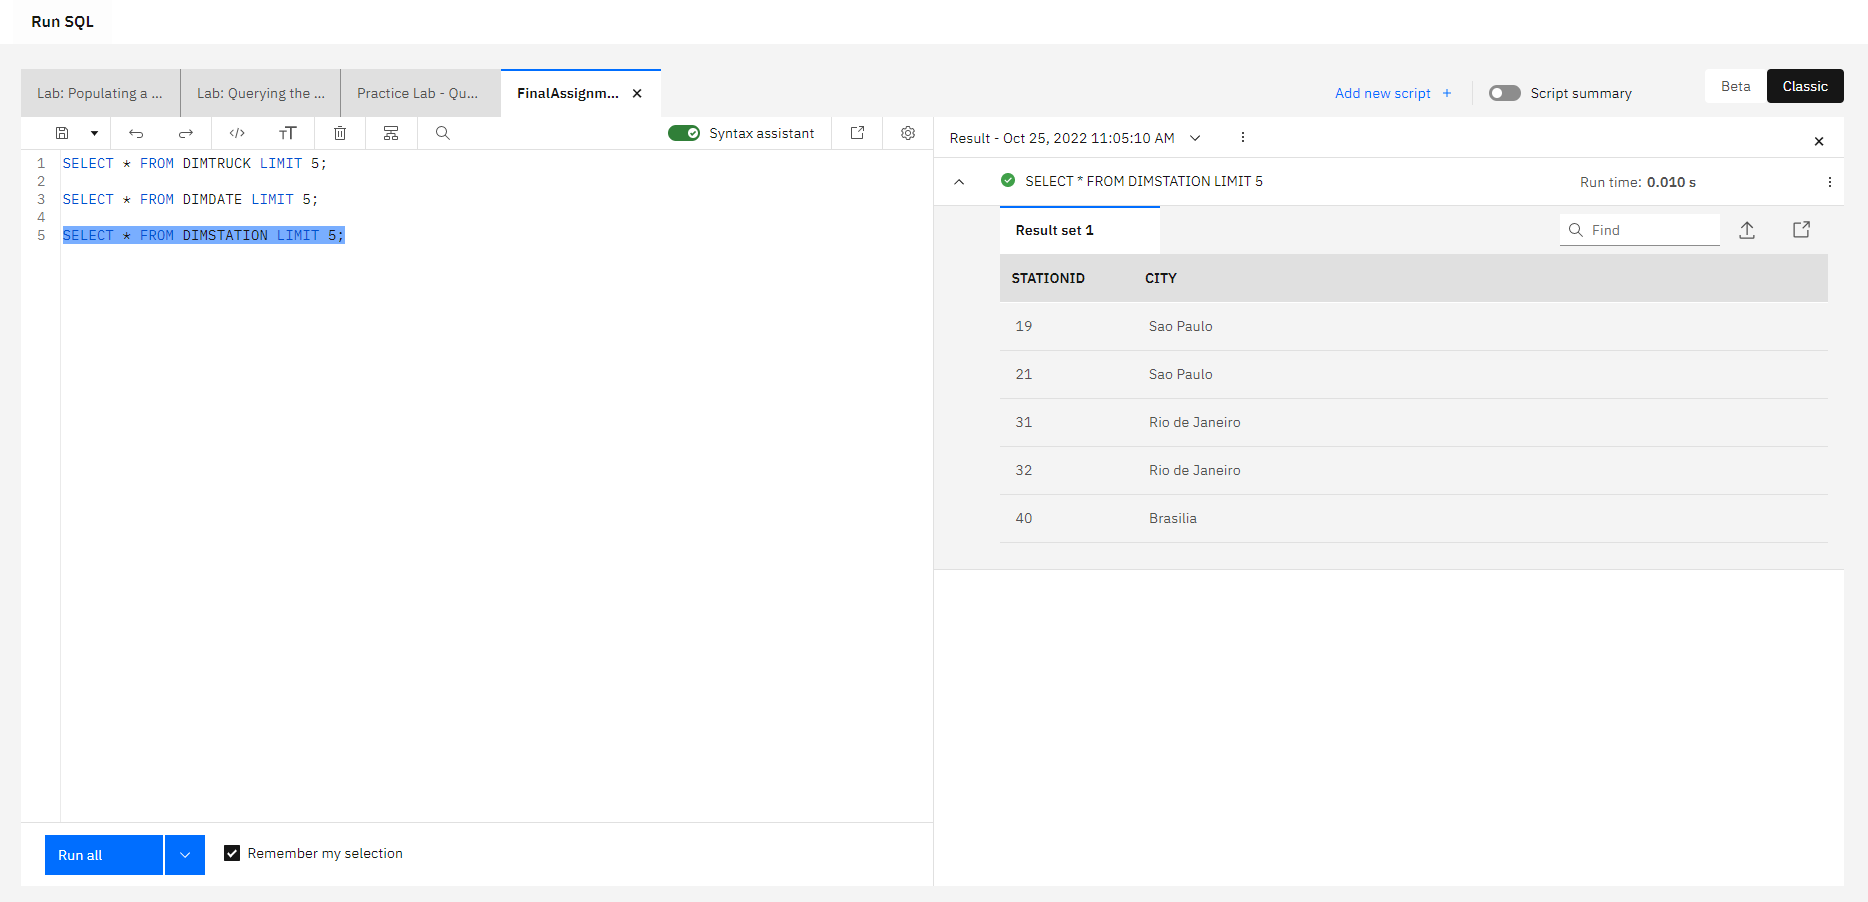 Run SQL
Lab: Populating a ...
Lab: Querying the ...
Practice Lab - Qu...
FinalAssignm...
Add new script +
Script summary
Beta
Classic
Syntax assistant
1 SELECT * FROM DIMTRUCK LIMIT 5;
2
3 SELECT * FROM DIMDATE LIMIT 5;
4
5 SELECT * FROM DIMSTATION LIMIT 5;
Run all
Remember my selection
Result - Oct 25, 2022 11:05:10 AM
SELECT * FROM DIMSTATION LIMIT 5
Run time: 0.010 s
Result set 1
Find
STATIONID CITY
19 Sao Paulo
21 Sao Paulo
31 Rio de Janeiro
32 Rio de Janeiro
40 Brasilia